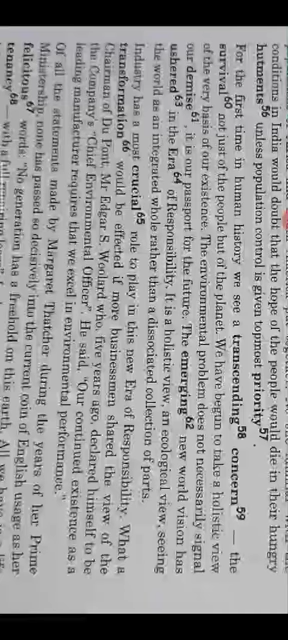 conditions in India would doubt that the hope of the people would die in their hungry
hutments56 unless population control is given topmost priority57.
For the first time in human history we see a transcending58 concern59 — the
survival60 not just of the people but of the planet. We have begun to take a holistic view
of the very basis of our existence. The environmental problem does not necessarily signal
our demise61, it is our passport for the future. The emerging62 new world vision has
ushered63 in the Era64 of Responsibility. It is a holistic view, an ecological view, seeing
the world as an integrated whole rather than a dissociated collection of parts.
Industry has a most crucial65 role to play in this new Era of Responsibility. What a
transformation66 would be effected if more businessmen shared the view of the
Chairman of Du Pont, Mr Edgar S. Woolard who, five years ago, declared himself to be
the Company's "Chief Environmental Officer". He said, "Our continued existence as a
leading manufacturer requires that we excel in environmental performance."
Of all the statements made by Margaret Thatcher during the years of her Prime
Ministership, none has passed so decisively into the current coin of English usage as her
felicitous67 words: "No generation has a freehold on this earth. All we have
tenancy68 — with a full